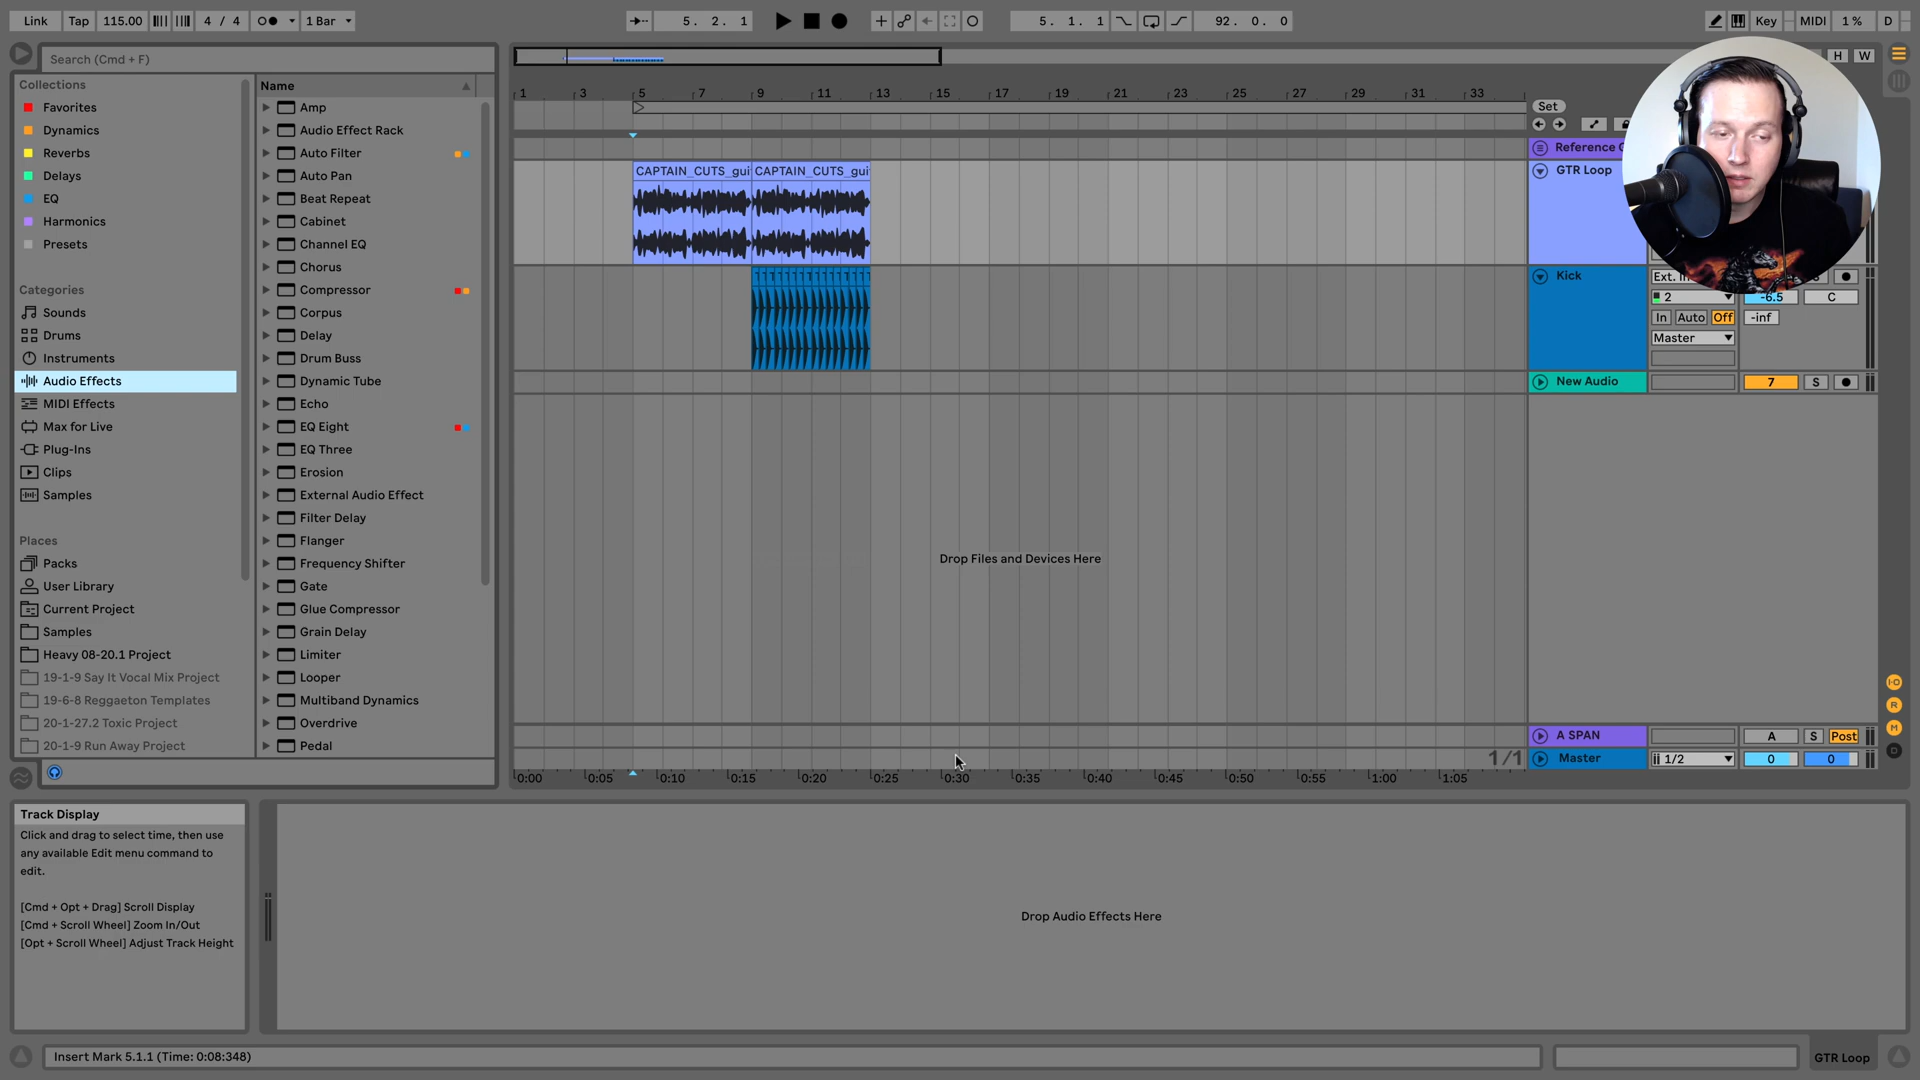 Link Tap 115.00 4 / 4 1 Bar 5. 2. 1 5. 1. 1 92. 0. 0 Key MIDI 1 % D
Search (Cmd + F)
H W
Collections
Favorites
Dynamics
Reverbs
Delays
EQ
Harmonics
Presets
Categories
Sounds
Drums
Instruments
Audio Effects
MIDI Effects
Max for Live
Plug-Ins
Clips
Samples
Places
Packs
User Library
Current Project
Samples
Heavy 08-20.1 Project
19-1-9 Say It Vocal Mix Project
19-6-8 Reggaeton Templates
20-1-27.2 Toxic Project
20-1-9 Run Away Project
Name
Amp
Audio Effect Rack
Auto Filter
Auto Pan
Beat Repeat
Cabinet
Channel EQ
Chorus
Compressor
Corpus
Delay
Drum Buss
Dynamic Tube
Echo
EQ Eight
EQ Three
Erosion
External Audio Effect
Filter Delay
Flanger
Frequency Shifter
Gate
Glue Compressor
Grain Delay
Limiter
Looper
Multiband Dynamics
Overdrive
Pedal
1 3 5 7 9 11 13 15 17 19 21 23 25 27 29 31 33
Set
CAPTAIN_CUTS_gui CAPTAIN_CUTS_gui
Drop Files and Devices Here
Reference
GTR Loop
Kick
Ext. In
2 -6.5 C
In Auto Off -inf
Master
New Audio 7 S
A SPAN A S Post
1/1
Master 1/2 0 0
0:00 0:05 0:10 0:15 0:20 0:25 0:30 0:35 0:40 0:45 0:50 0:55 1:00 1:05
I·O
R
M
D
Track Display
Click and drag to select time, then use
any available Edit menu command to
edit.
[Cmd + Opt + Drag] Scroll Display
[Cmd + Scroll Wheel] Zoom In/Out
[Opt + Scroll Wheel] Adjust Track Height
Drop Audio Effects Here
Insert Mark 5.1.1 (Time: 0:08:348)
GTR Loop